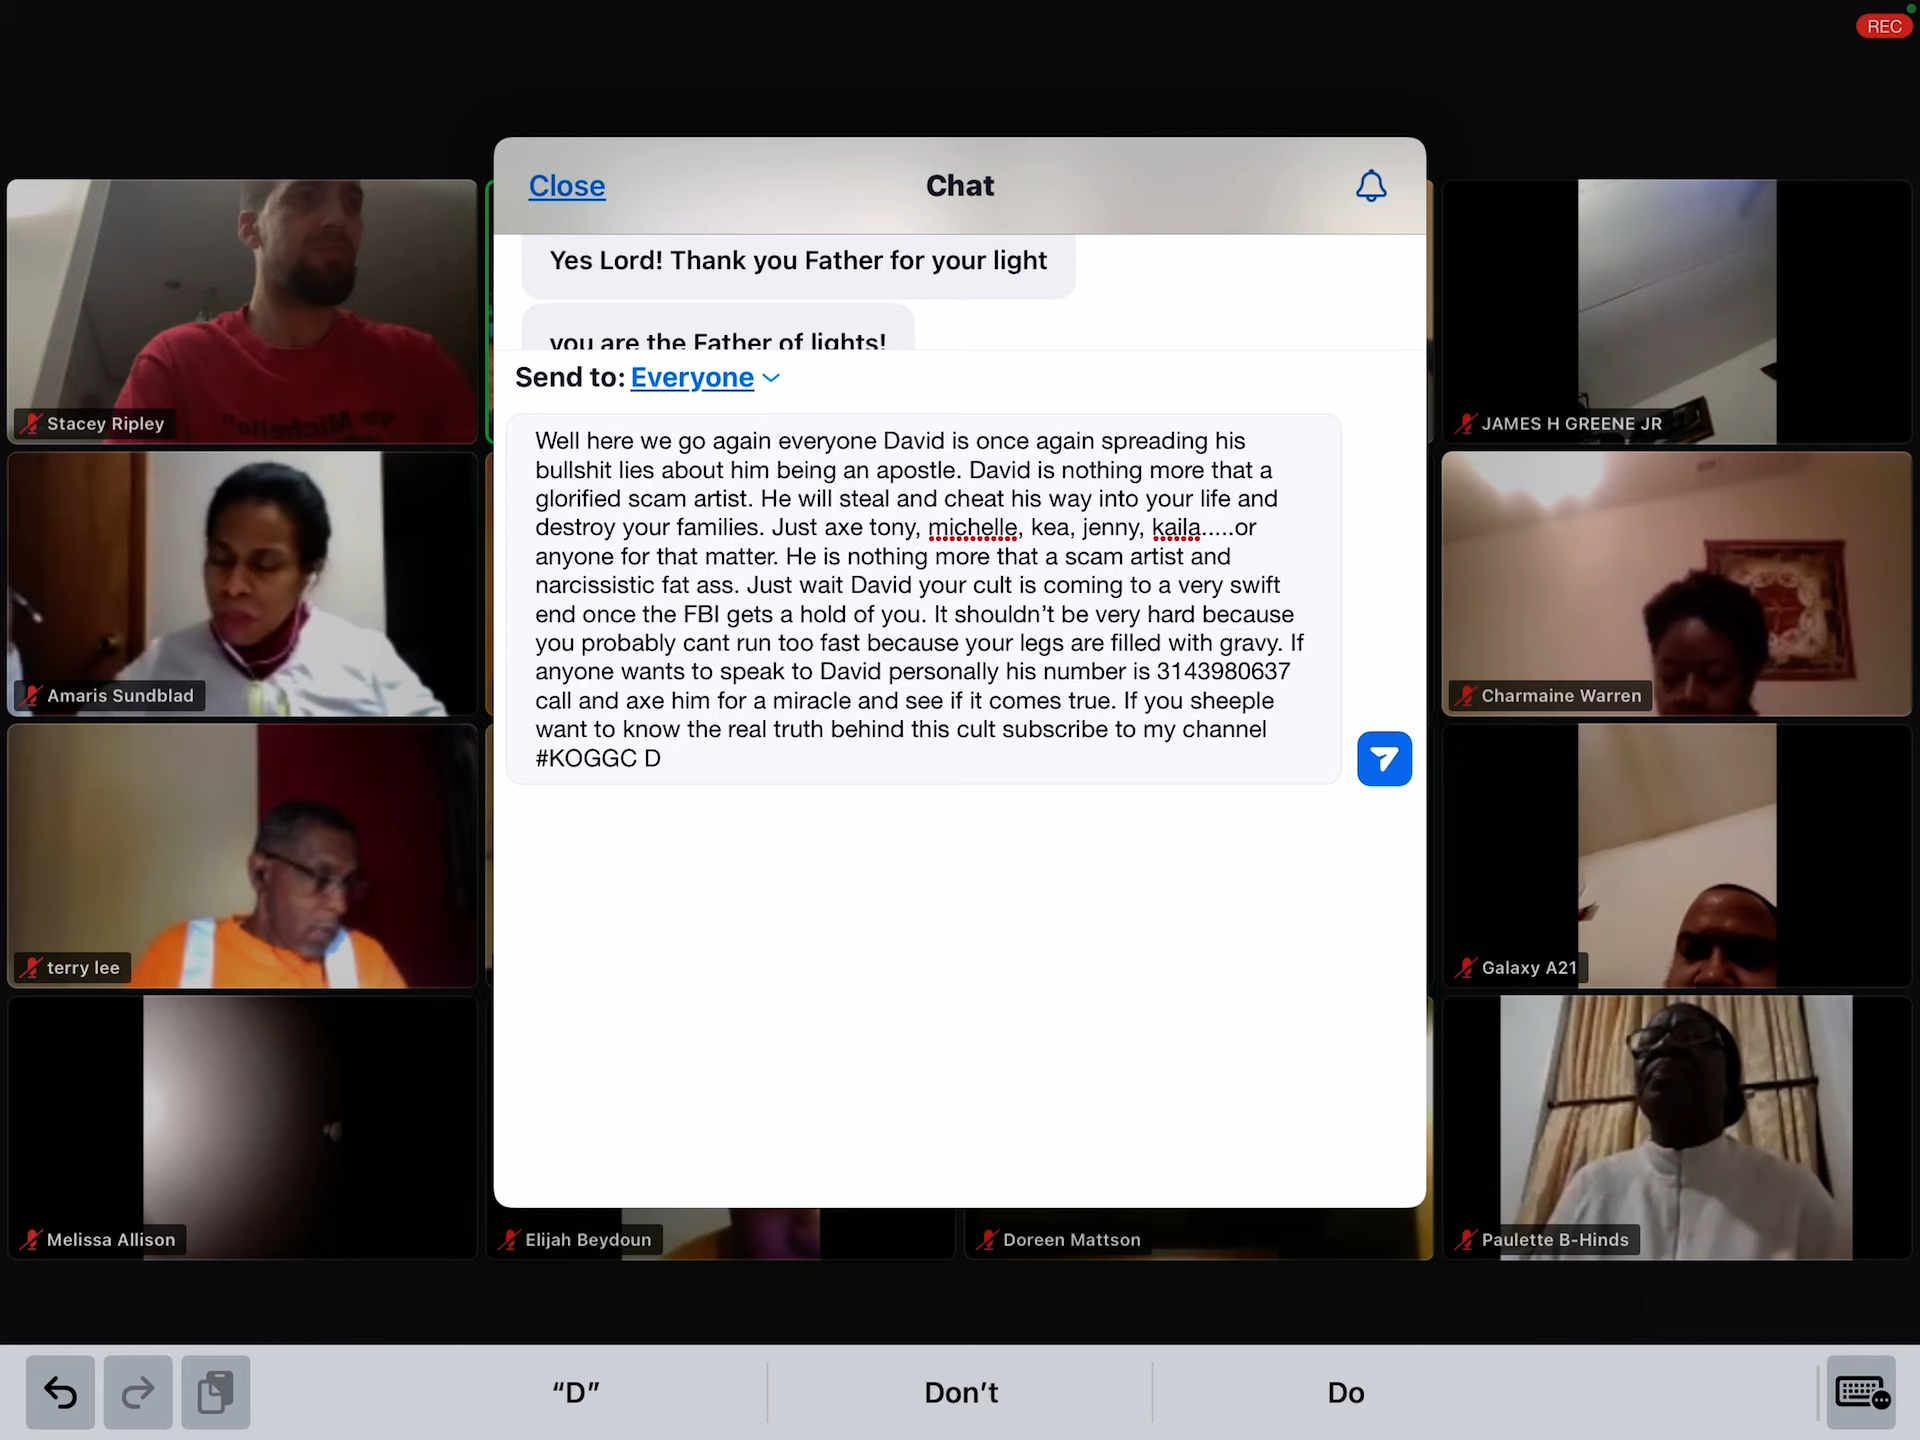 REC
Close
Chat
Yes Lord! Thank you Father for your light
you are the Father of lights!
Send to: Everyone
Well here we go again everyone David is once again spreading his
bullshit lies about him being an apostle. David is nothing more that a
glorified scam artist. He will steal and cheat his way into your life and
destroy your families. Just axe tony, michelle, kea, jenny, kaila.....or
anyone for that matter. He is nothing more that a scam artist and
narcissistic fat ass. Just wait David your cult is coming to a very swift
end once the FBI gets a hold of you. It shouldn’t be very hard because
you probably cant run too fast because your legs are filled with gravy. If
anyone wants to speak to David personally his number is 3143980637
call and axe him for a miracle and see if it comes true. If you sheeple
want to know the real truth behind this cult subscribe to my channel
#KOGGC D
Stacey Ripley
JAMES H GREENE JR
Amaris Sundblad
Charmaine Warren
terry lee
Galaxy A21
Melissa Allison
Elijah Beydoun
Doreen Mattson
Paulette B-Hinds
“D”
Don’t
Do